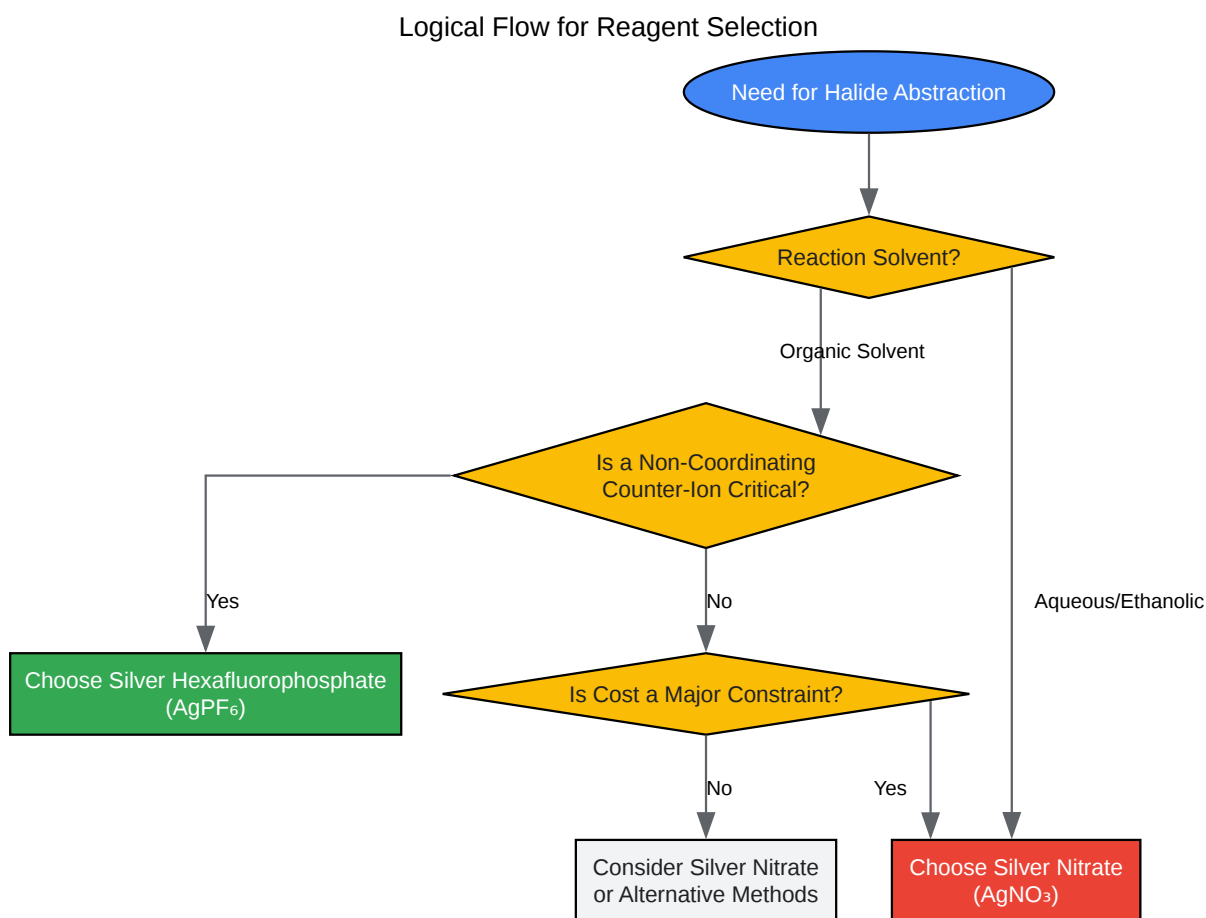 Logical Flow for Reagent Selection
Need for Halide Abstraction
Reaction Solvent?
Organic Solvent
Is a Non-Coordinating
Counter-Ion Critical?
Yes
No
Aqueous/Ethanolic
Choose Silver Hexafluorophosphate
(AgPF₆)
Is Cost a Major Constraint?
No
Yes
Consider Silver Nitrate
or Alternative Methods
Choose Silver Nitrate
(AgNO₃)